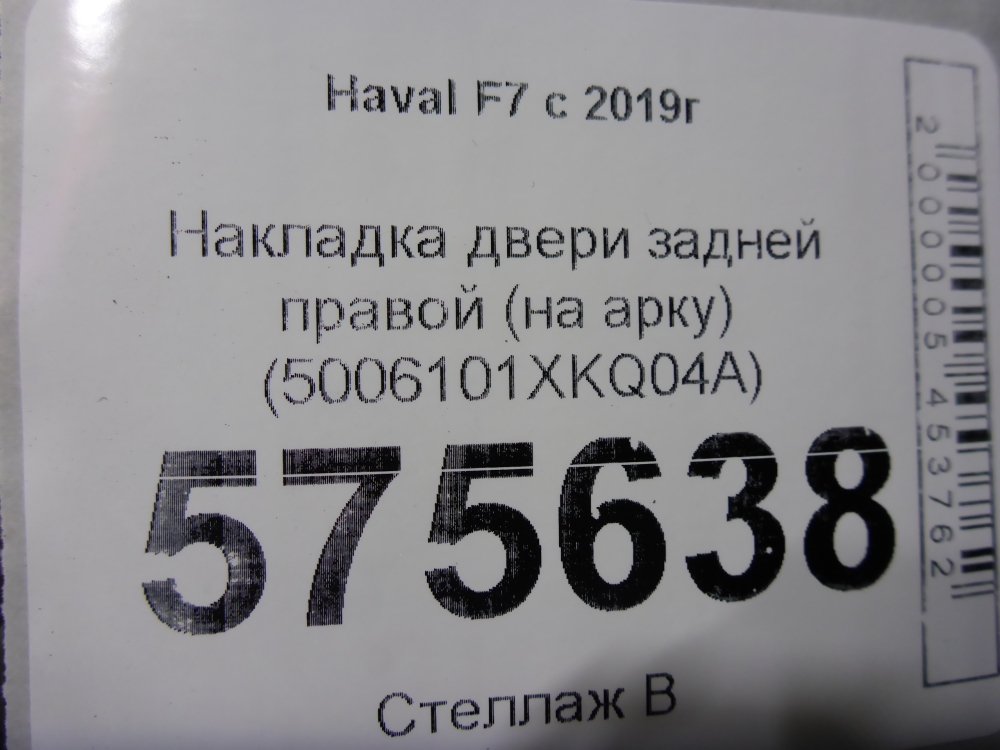 Haval F7 с 2019г
Накладка двери задней
правой (на арку)
(5006101XKQ04A)
575638
Стеллаж В
2000005453762